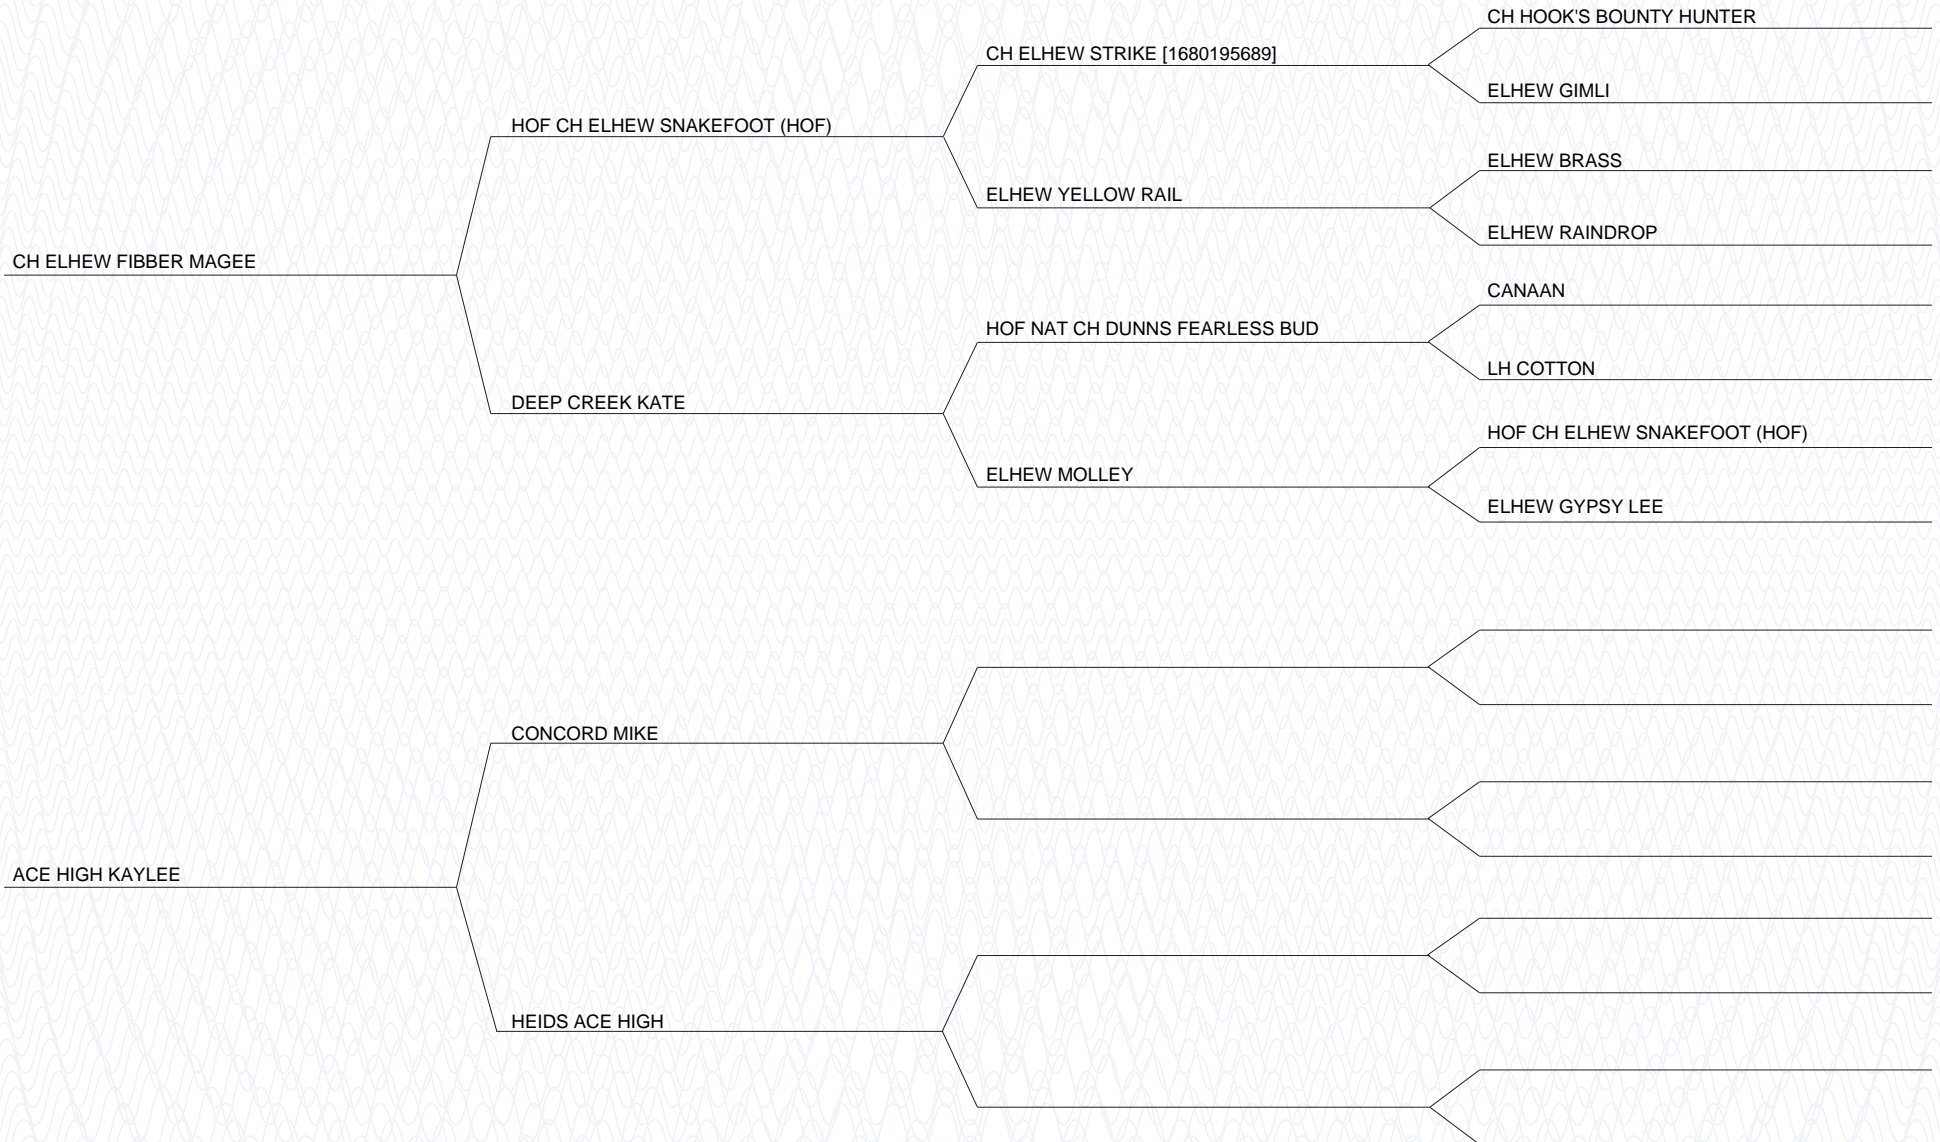 CH HOOK'S BOUNTY HUNTER
CH ELHEW STRIKE [1680195689]
ELHEW GIMLI
HOF CH ELHEW SNAKEFOOT (HOF)
ELHEW BRASS
ELHEW YELLOW RAIL
ELHEW RAINDROP
CH ELHEW FIBBER MAGEE
CANAAN
HOF NAT CH DUNNS FEARLESS BUD
LH COTTON
DEEP CREEK KATE
HOF CH ELHEW SNAKEFOOT (HOF)
ELHEW MOLLEY
ELHEW GYPSY LEE
CONCORD MIKE
ACE HIGH KAYLEE
HEIDS ACE HIGH